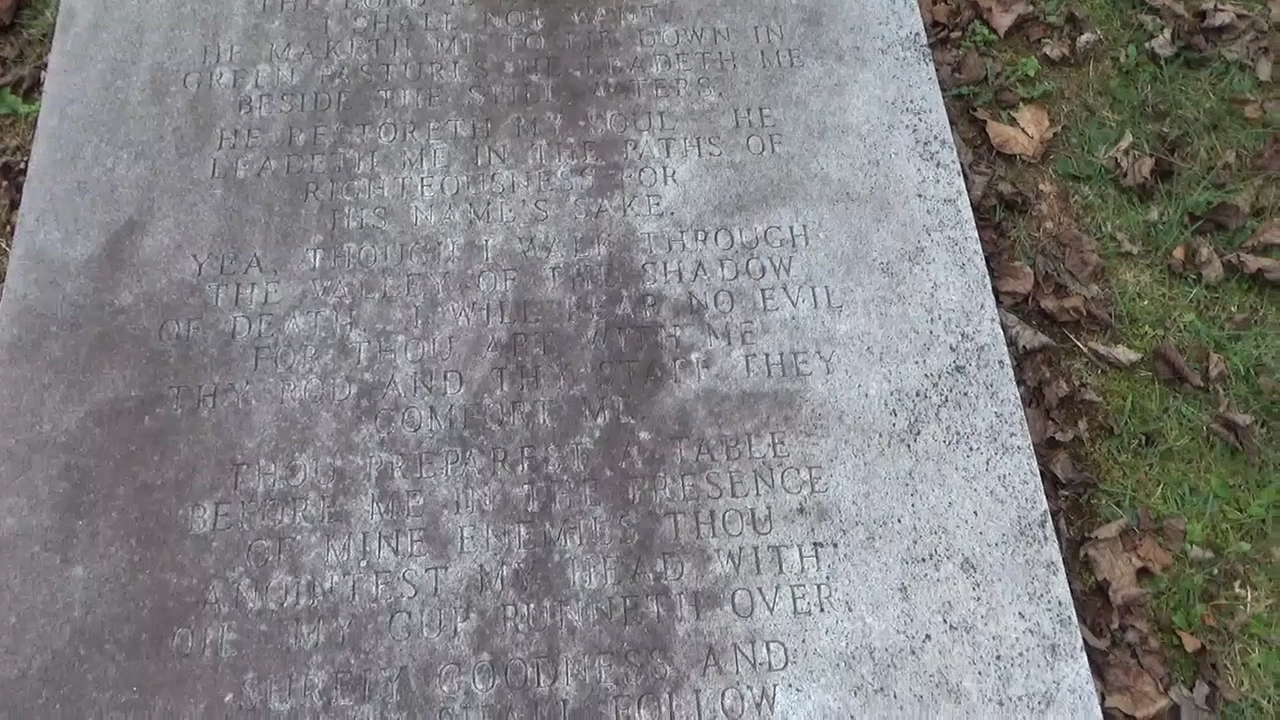 THE LORD IS
I SHALL NOT WANT.
HE MAKETH ME TO LIE DOWN IN
GREEN PASTURES HE LEADETH ME
BESIDE THE STILL WATERS.
HE RESTORETH MY SOUL HE
LEADETH ME IN THE PATHS OF
RIGHTEOUSNESS FOR
HIS NAME'S SAKE.
YEA, THOUGH I WALK THROUGH
THE VALLEY OF THE SHADOW
OF DEATH I WILL FEAR NO EVIL
FOR THOU ART WITH ME
THY ROD AND THY STAFF THEY
COMFORT ME
THOU PREPAREST A TABLE
BEFORE ME IN THE PRESENCE
OF MINE ENEMIES THOU
ANOINTEST MY HEAD WITH
OIL MY CUP RUNNETH OVER.
SURELY GOODNESS AND
SHALL FOLLOW